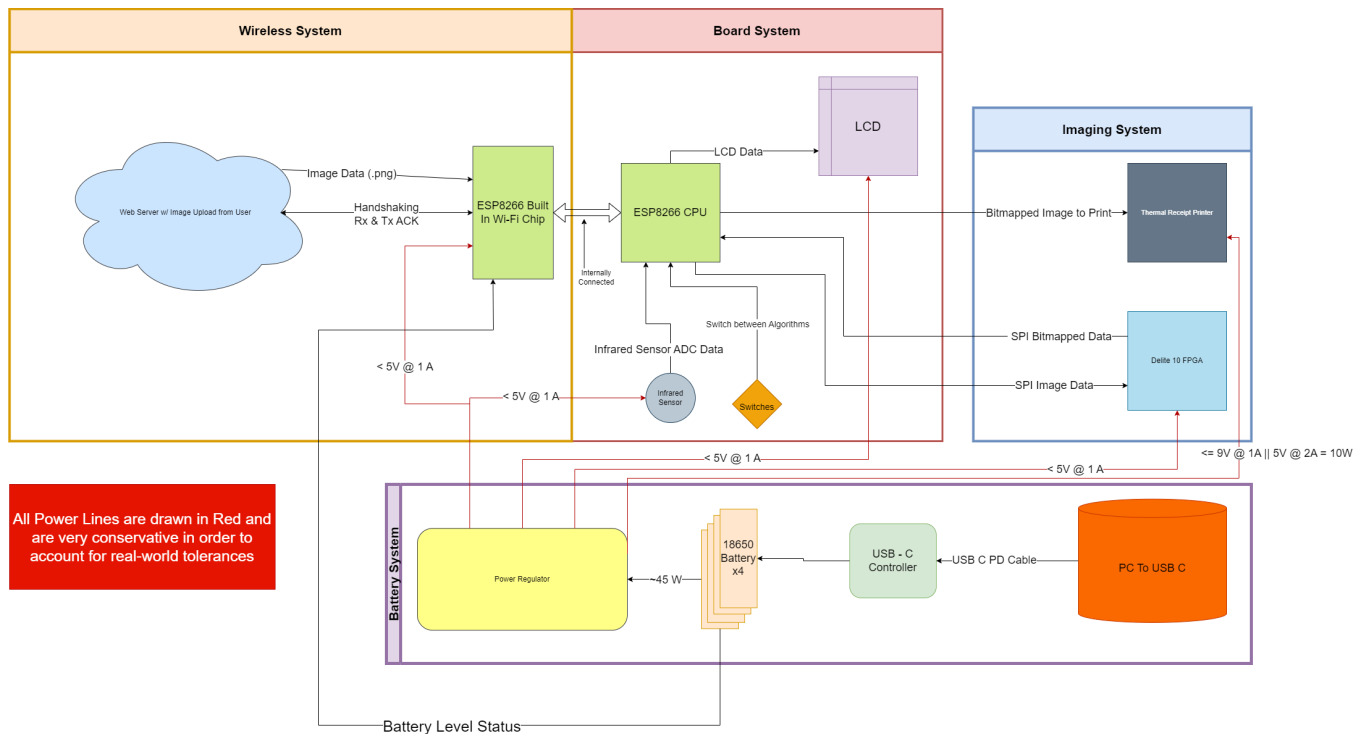 Wireless System
Board System
Imaging System
LCD
LCD Data
Image Data (.png)
Web Server w/ Image Upload from User
Handshaking
Rx & Tx ACK
ESP8266 Built
In Wi-Fi Chip
ESP8266 CPU
Internally
Connected
Bitmapped Image to Print
Thermal Receipt Printer
Switch between Algorithms
Infrared Sensor ADC Data
SPI Bitmapped Data
SPI Image Data
Delite 10 FPGA
< 5V @ 1 A
< 5V @ 1 A
Infrared
Sensor
Switches
< 5V @ 1 A
< 5V @ 1 A
<= 9V @ 1A || 5V @ 2A = 10W
All Power Lines are drawn in Red and
are very conservative in order to
account for real-world tolerances
Battery System
Power Regulator
~45 W
18650
Battery
x4
USB - C
Controller
USB C PD Cable
PC To USB C
Battery Level Status